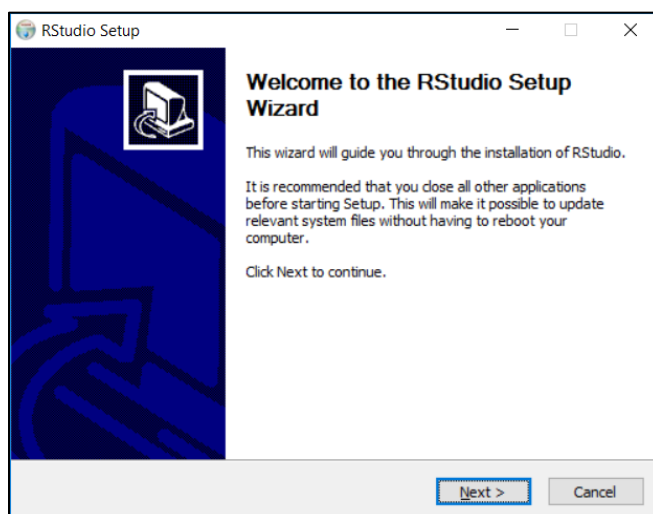 RStudio Setup
Welcome to the RStudio Setup
Wizard
This wizard will guide you through the installation of RStudio.
It is recommended that you close all other applications
before starting Setup. This will make it possible to update
relevant system files without having to reboot your
computer.
Click Next to continue.
Next >
Cancel